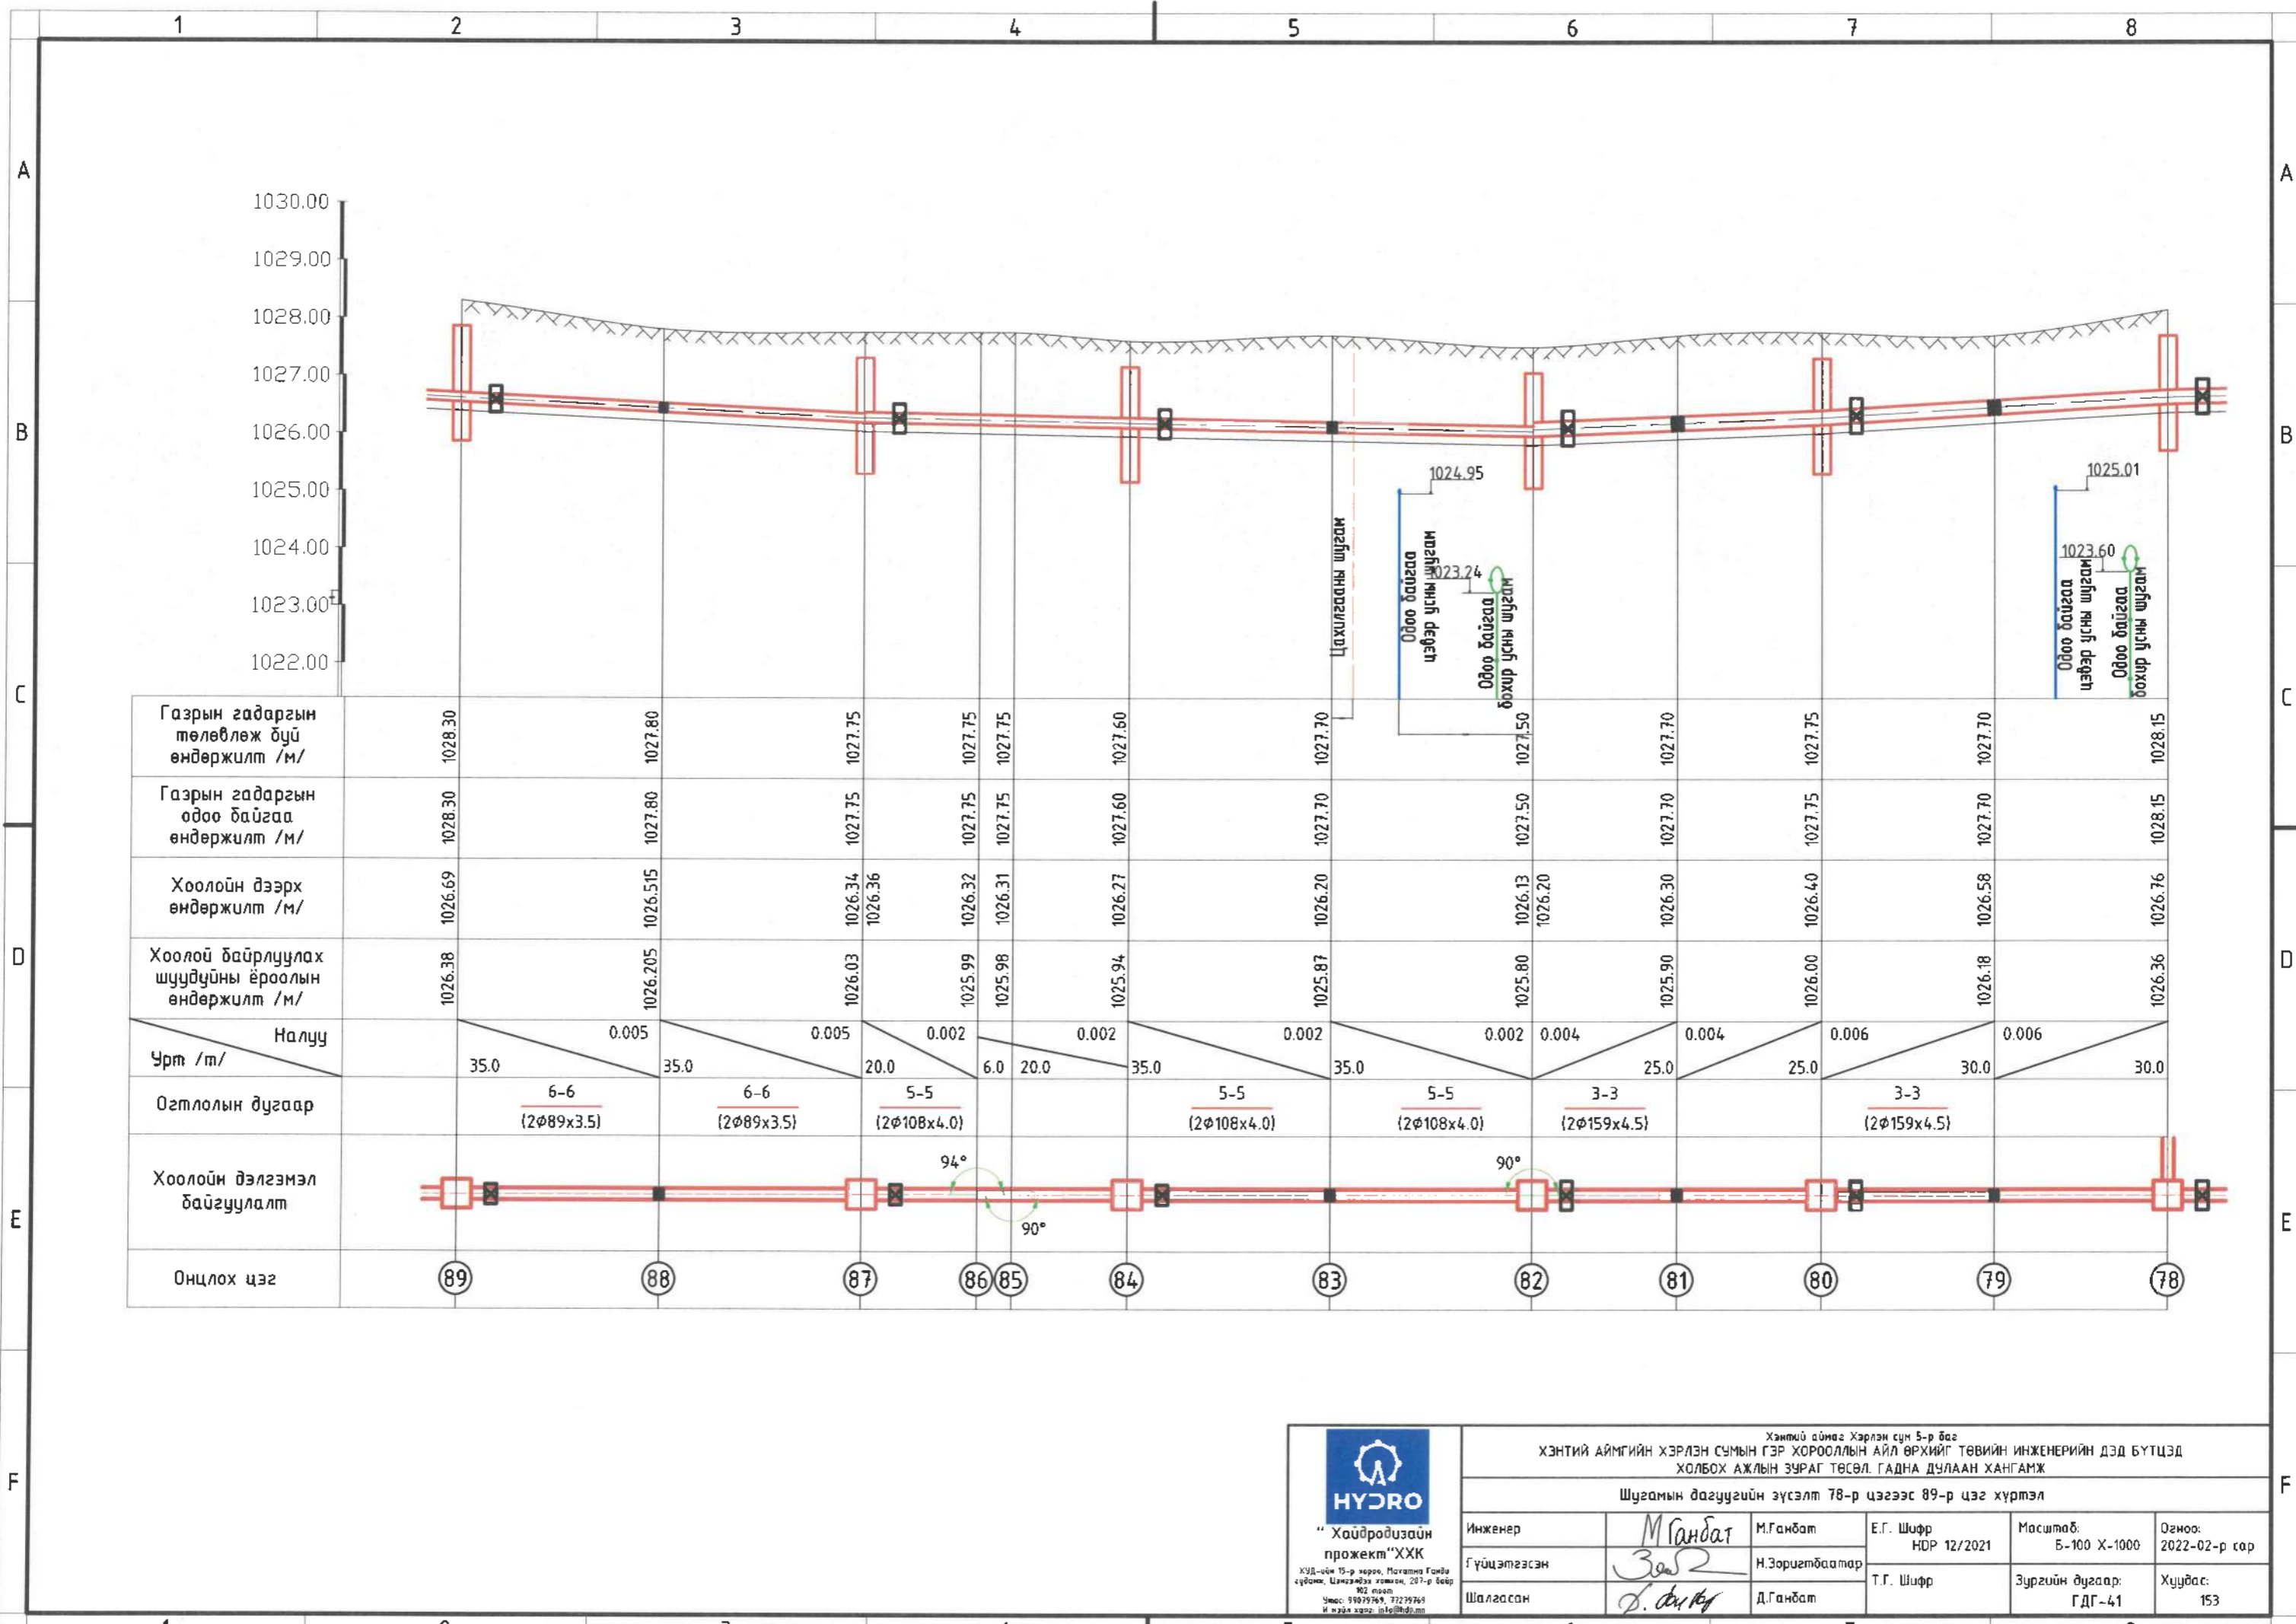 1 2 3 4 5 6 7 8
A A
1030.00
1029.00
1028.00
1027.00
1026.00
B B
1025.00
1024.00
1023.00
1022.00
C C
Цахилгааны шугам
1024.95
Одоо байгаа
цэвэр усны шугам
1023.24
Одоо байгаа
бохир усны шугам
1025.01
Одоо байгаа
цэвэр усны шугам
1023.60
Одоо байгаа
бохир усны шугам
Газрын гадаргын
төлөвлөж буй
өндөржилт /м/
1028.30 1027.80 1027.75 1027.75 1027.75 1027.60 1027.70 1027.50 1027.70 1027.75 1027.70 1028.15
Газрын гадаргын
одоо байгаа
өндөржилт /м/
1028.30 1027.80 1027.75 1027.75 1027.75 1027.60 1027.70 1027.50 1027.70 1027.75 1027.70 1028.15
Хоолойн дээрх
өндөржилт /м/
1026.69 1026.515 1026.34 1026.36 1026.32 1026.31 1026.27 1026.20 1026.13 1026.20 1026.30 1026.40 1026.58 1026.76
D D
Хоолой байрлуулах
шуудуйны ёроолын
өндөржилт /м/
1026.38 1026.205 1026.03 1025.99 1025.98 1025.94 1025.87 1025.80 1025.90 1026.00 1026.18 1026.36
Налуу
0.005 0.005 0.002 0.002 0.002 0.002 0.004 0.004 0.006 0.006
Урт /m/
35.0 35.0 20.0 6.0 20.0 35.0 35.0 25.0 25.0 30.0 30.0
Огтлолын дугаар
6-6 6-6 5-5 5-5 5-5 3-3 3-3
(2Ф89x3.5) (2Ф89x3.5) (2Ф108x4.0) (2Ф108x4.0) (2Ф108x4.0) (2Ф159x4.5) (2Ф159x4.5)
Хоолойн дэлгэмэл
байгуулалт
94° 90° 90°
E E
Онцлох цэг
89 88 87 86 85 84 83 82 81 80 79 78
F F
HYDRO
“ Хайдродизайн
прожект“ХХК
Хэнтий аймаг Хэрлэн сум 5-р баг
ХЭНТИЙ АЙМГИЙН ХЭРЛЭН СУМЫН ГЭР ХОРООЛЛЫН АЙЛ ӨРХИЙГ ТӨВИЙН ИНЖЕНЕРИЙН ДЭД БҮТЦЭД
ХОЛБОХ АЖЛЫН ЗУРАГ ТӨСӨЛ. ГАДНА ДУЛААН ХАНГАМЖ
Шугамын дагуугийн зүсэлт 78-р цэгээс 89-р цэг хүртэл
Инженер М Ганбат М.Ганбат
Гүйцэтгэсэн Н.Зоригтбаатар
Шалгасан Д.Ганбат
Е.Г. Шифр
HDP 12/2021
Т.Г. Шифр
Масштаб:
Б-100 Х-1000
Огноо:
2022-02-р сар
Зургийн дугаар:
ГДГ-41
Хуудас:
153